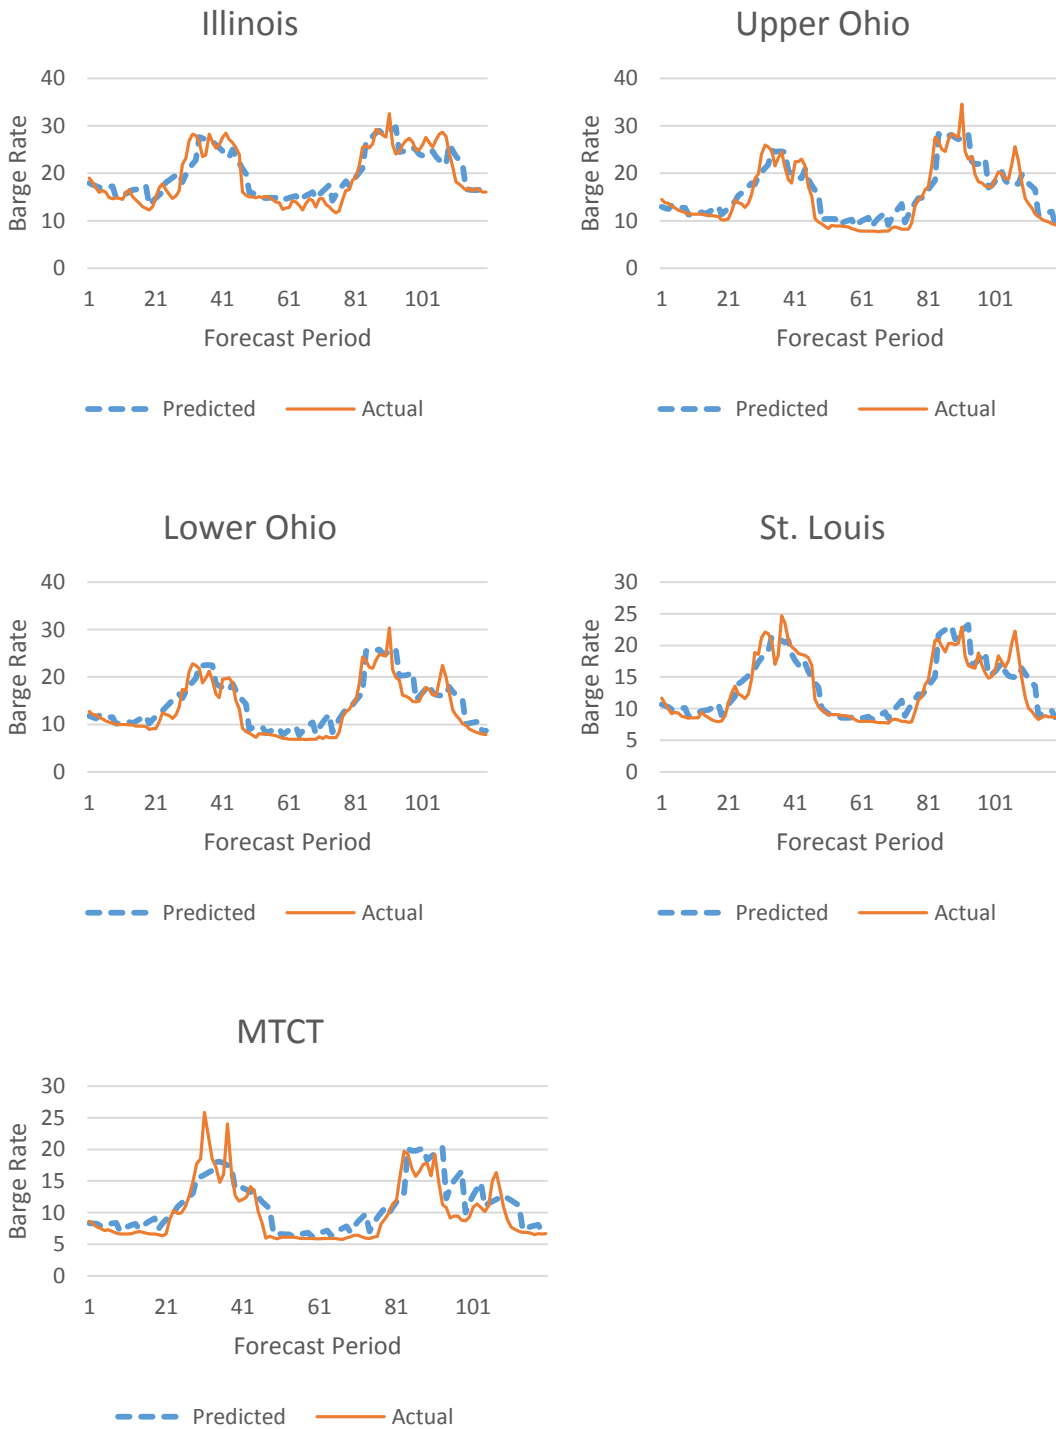 Illinois
40
30
20
10
0
Barge Rate
1 21 41 61 81 101
Forecast Period
Predicted Actual
Upper Ohio
40
30
20
10
0
Barge Rate
1 21 41 61 81 101
Forecast Period
Predicted Actual
Lower Ohio
40
30
20
10
0
Barge Rate
1 21 41 61 81 101
Forecast Period
Predicted Actual
St. Louis
30
25
20
15
10
5
0
Barge Rate
1 21 41 61 81 101
Forecast Period
Predicted Actual
MTCT
30
25
20
15
10
5
0
Barge Rate
1 21 41 61 81 101
Forecast Period
Predicted Actual